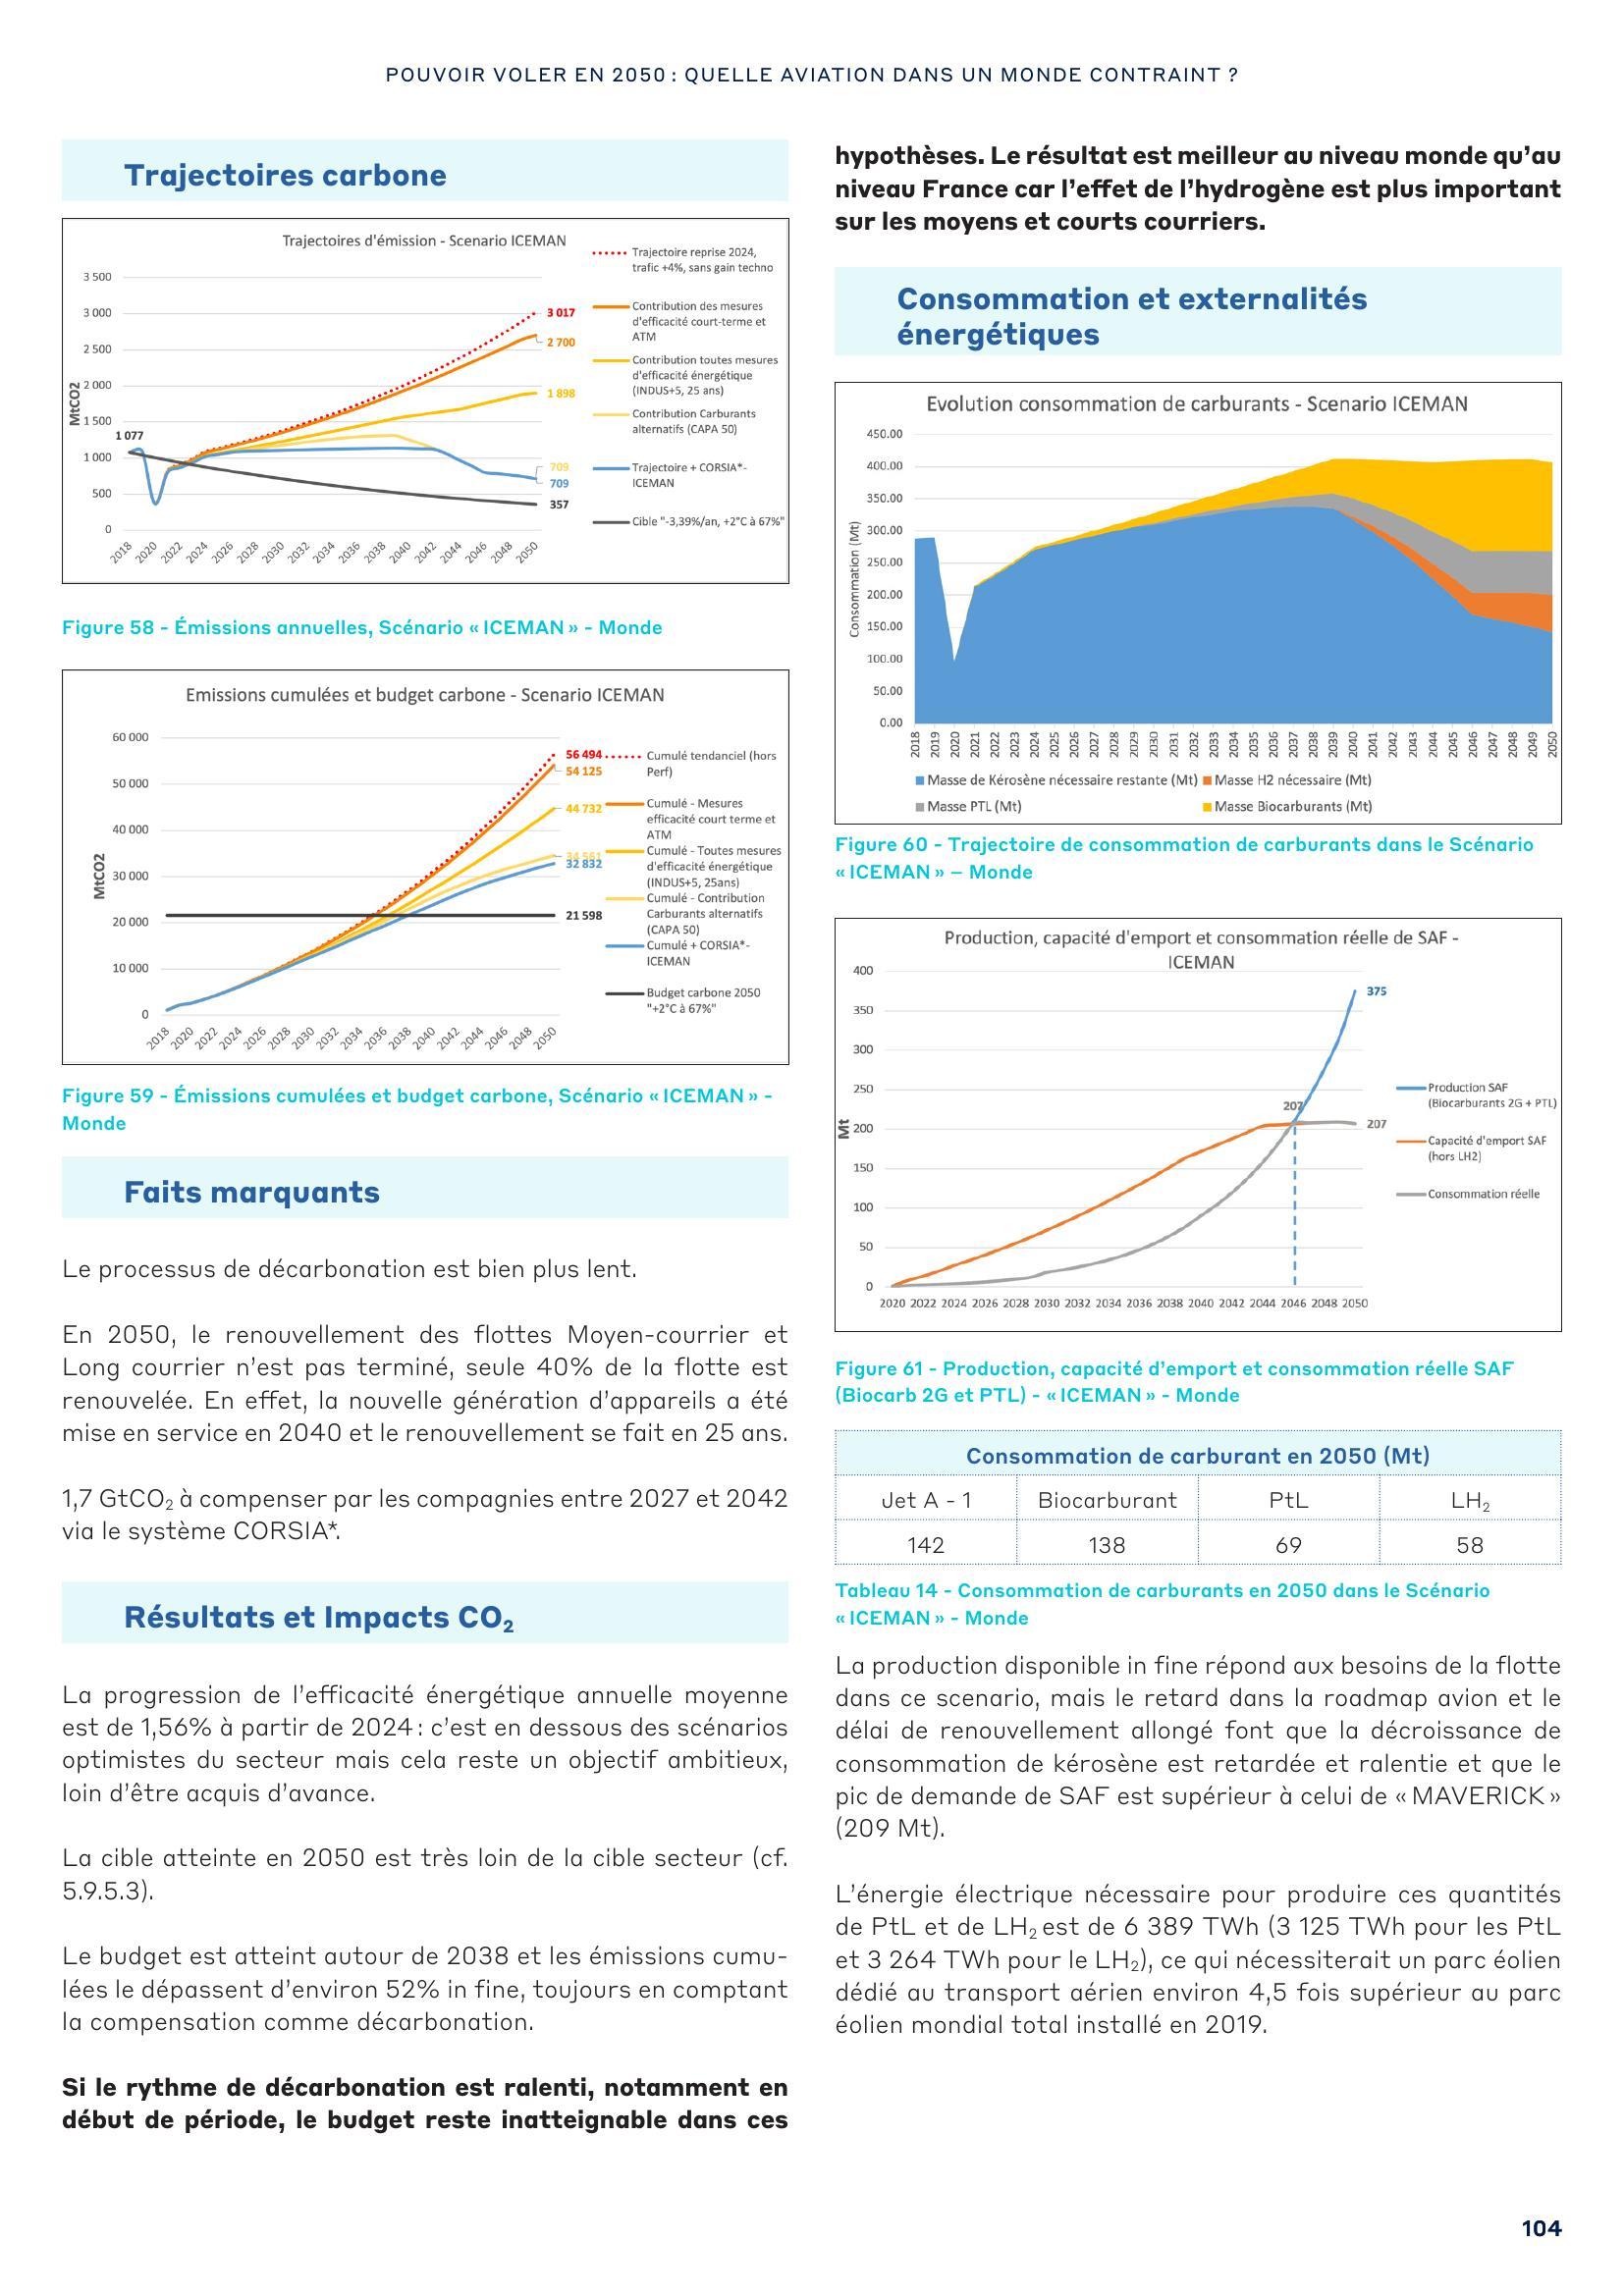 POUVOIR VOLER EN 2050 : QUELLE AVIATION DANS UN MONDE CONTRAINT ?
Trajectoires carbone
Trajectoires d'émission - Scenario ICEMAN
3 500
3 000
2 500
2 000
1 500
1 000
500
0
MtCO2
1 077
3 017
2 700
1 898
709
709
357
2018 2020 2022 2024 2026 2028 2030 2032 2034 2036 2038 2040 2042 2044 2046 2048 2050
Trajectoire reprise 2024,
trafic +4%, sans gain techno
Contribution des mesures
d'efficacité court-terme et
ATM
Contribution toutes mesures
d'efficacité énergétique
(INDUS+5, 25 ans)
Contribution Carburants
alternatifs (CAPA 50)
Trajectoire + CORSIA*-
ICEMAN
Cible "-3,39%/an, +2°C à 67%"
Figure 58 - Émissions annuelles, Scénario « ICEMAN » - Monde
Emissions cumulées et budget carbone - Scenario ICEMAN
60 000
50 000
40 000
30 000
20 000
10 000
0
MtCO2
56 494
54 125
44 732
34 561
32 832
21 598
2018 2020 2022 2024 2026 2028 2030 2032 2034 2036 2038 2040 2042 2044 2046 2048 2050
Cumulé tendanciel (hors
Perf)
Cumulé - Mesures
efficacité court terme et
ATM
Cumulé - Toutes mesures
d'efficacité énergétique
(INDUS+5, 25ans)
Cumulé - Contribution
Carburants alternatifs
(CAPA 50)
Cumulé + CORSIA*-
ICEMAN
Budget carbone 2050
"+2°C à 67%"
Figure 59 - Émissions cumulées et budget carbone, Scénario « ICEMAN » -
Monde
Faits marquants
Le processus de décarbonation est bien plus lent.
En 2050, le renouvellement des flottes Moyen-courrier et
Long courrier n'est pas terminé, seule 40% de la flotte est
renouvelée. En effet, la nouvelle génération d'appareils a été
mise en service en 2040 et le renouvellement se fait en 25 ans.
1,7 GtCO₂ à compenser par les compagnies entre 2027 et 2042
via le système CORSIA*.
Résultats et Impacts CO₂
La progression de l'efficacité énergétique annuelle moyenne
est de 1,56% à partir de 2024 : c'est en dessous des scénarios
optimistes du secteur mais cela reste un objectif ambitieux,
loin d'être acquis d'avance.
La cible atteinte en 2050 est très loin de la cible secteur (cf.
5.9.5.3).
Le budget est atteint autour de 2038 et les émissions cumu-
lées le dépassent d'environ 52% in fine, toujours en comptant
la compensation comme décarbonation.
Si le rythme de décarbonation est ralenti, notamment en
début de période, le budget reste inatteignable dans ces
hypothèses. Le résultat est meilleur au niveau monde qu'au
niveau France car l'effet de l'hydrogène est plus important
sur les moyens et courts courriers.
Consommation et externalités
énergétiques
Evolution consommation de carburants - Scenario ICEMAN
450.00
400.00
350.00
300.00
250.00
200.00
150.00
100.00
50.00
0.00
Consommation (Mt)
2018 2019 2020 2021 2022 2023 2024 2025 2026 2027 2028 2029 2030 2031 2032 2033 2034 2035 2036 2037 2038 2039 2040 2041 2042 2043 2044 2045 2046 2047 2048 2049 2050
Masse de Kérosène nécessaire restante (Mt) Masse H2 nécessaire (Mt)
Masse PTL (Mt) Masse Biocarburants (Mt)
Figure 60 - Trajectoire de consommation de carburants dans le Scénario
« ICEMAN » – Monde
Production, capacité d'emport et consommation réelle de SAF -
ICEMAN
400
350
300
250
200
150
100
50
0
Mt
375
207
207
2020 2022 2024 2026 2028 2030 2032 2034 2036 2038 2040 2042 2044 2046 2048 2050
Production SAF
(Biocarburants 2G + PTL)
Capacité d'emport SAF
(hors LH2)
Consommation réelle
Figure 61 - Production, capacité d'emport et consommation réelle SAF
(Biocarb 2G et PTL) - « ICEMAN » - Monde
Consommation de carburant en 2050 (Mt)
Jet A - 1 Biocarburant PtL LH₂
142 138 69 58
Tableau 14 - Consommation de carburants en 2050 dans le Scénario
« ICEMAN » - Monde
La production disponible in fine répond aux besoins de la flotte
dans ce scenario, mais le retard dans la roadmap avion et le
délai de renouvellement allongé font que la décroissance de
consommation de kérosène est retardée et ralentie et que le
pic de demande de SAF est supérieur à celui de « MAVERICK »
(209 Mt).
L'énergie électrique nécessaire pour produire ces quantités
de PtL et de LH₂ est de 6 389 TWh (3 125 TWh pour les PtL
et 3 264 TWh pour le LH₂), ce qui nécessiterait un parc éolien
dédié au transport aérien environ 4,5 fois supérieur au parc
éolien mondial total installé en 2019.
104